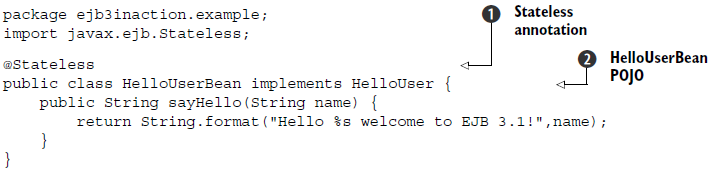 package ejb3inaction.example;
import javax.ejb.Stateless;
1 Stateless
annotation
@Stateless
public class HelloUserBean implements HelloUser {
2 HelloUserBean
POJO
public String sayHello(String name) {
return String.format("Hello %s welcome to EJB 3.1!",name);
}
}